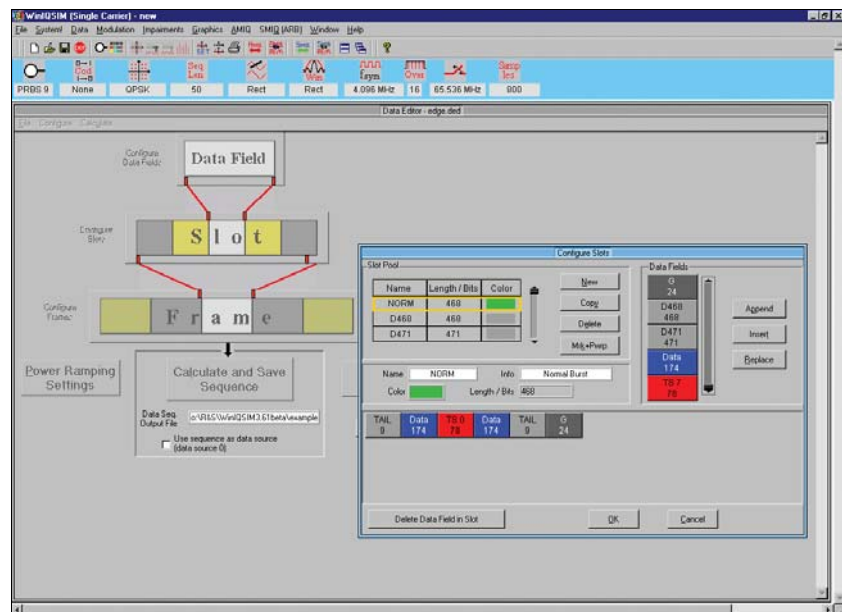 WinIQSIM (Single Carrier) - new
File System! Data Modulation Impairments Graphics AMIQ SMIQ (ARB) Window Help
Cod
Seq Len
Win
fsym
Over
Samp les
PRBS 9 None QPSK 50 Rect Rect 4.096 MHz 16 65.536 MHz 800
Data Editor - edge.ded
File Configure Calculate
Configure Data Fields
Data Field
Configure Slots
Slot
Configure Frames
Frame
Power Ramping Settings
Calculate and Save Sequence
Data Seq. Output File
Use sequence as data source (data source 0)
Configure Slots
Slot Pool
Name Length / Bits Color
NORM 468
D468 468
D471 471
New
Copy
Delete
Data Fields
G 24
D468 468
D471 471
Data 174
TS 7 78
Append
Insert
Replace
Name NORM Info Normal Burst
Color Length / Bits 468
TAIL 9 Data 174 TS 0 78 Data 174 TAIL 9 G 24
Delete Data Field in Slot
OK
Cancel